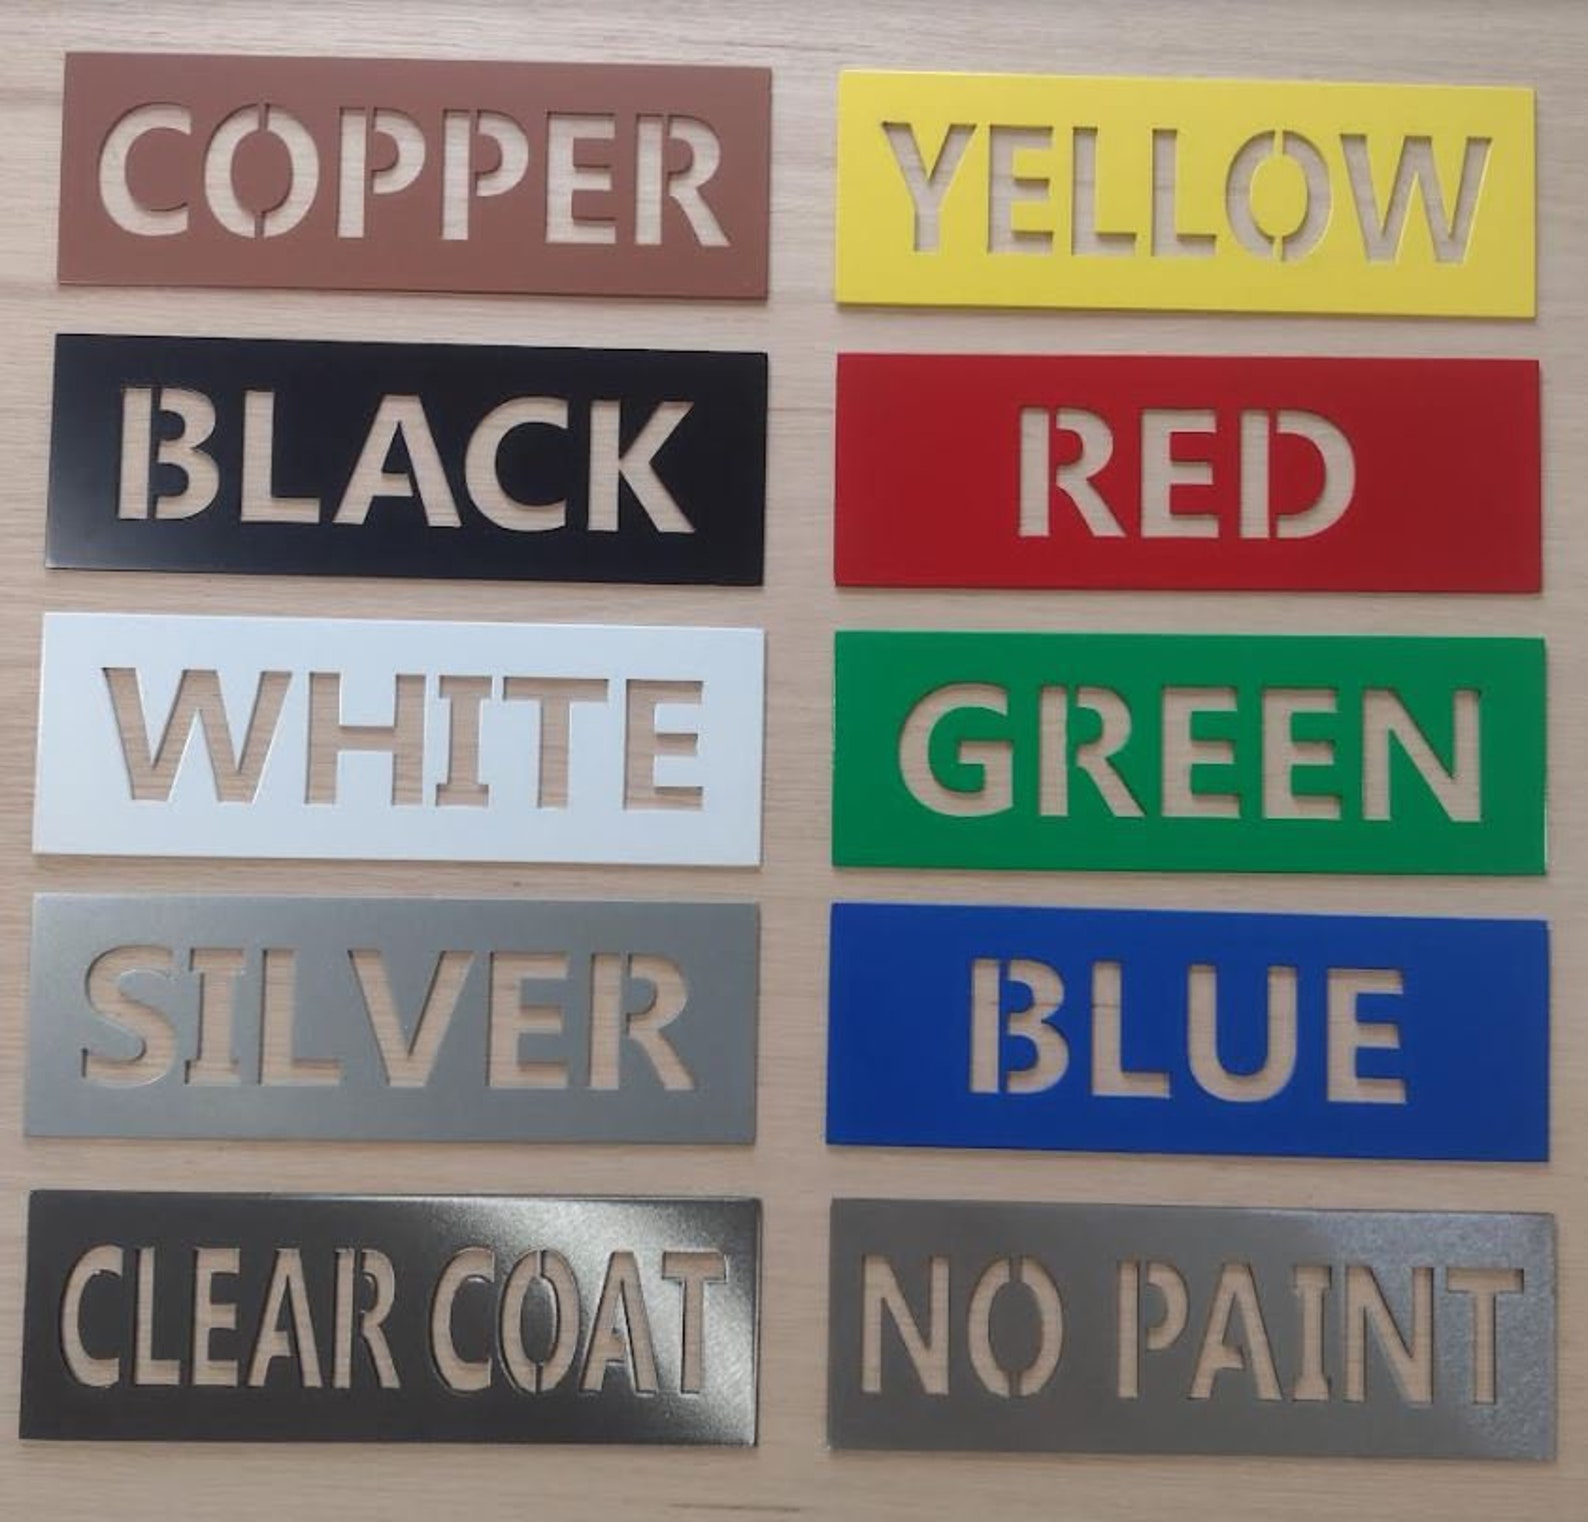 COPPER
YELLOW
BLACK
RED
WHITE
GREEN
SILVER
BLUE
CLEAR COAT
NO PAINT